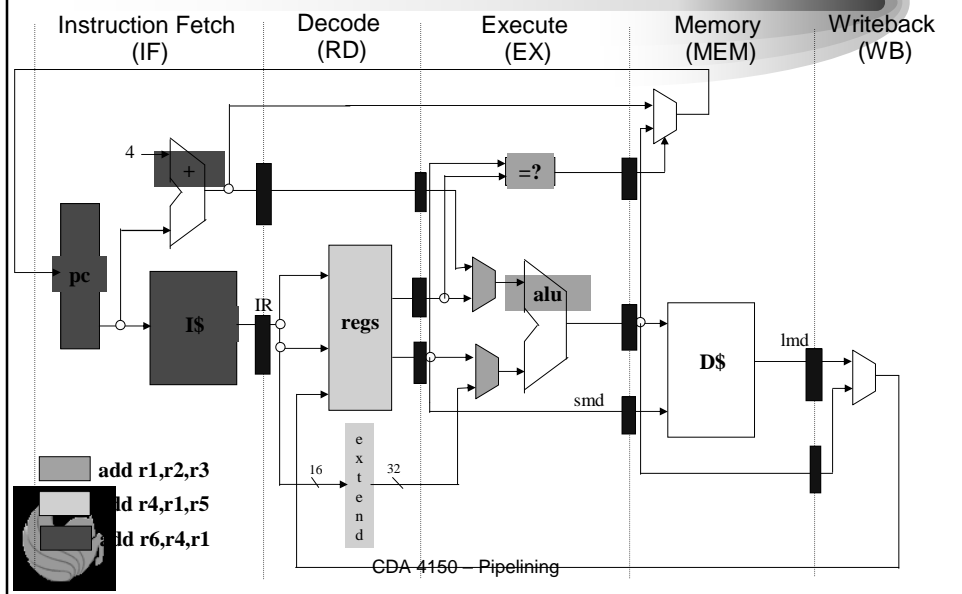 Instruction Fetch
(IF)
Decode
(RD)
Execute
(EX)
Memory
(MEM)
Writeback
(WB)
4
+
=?
pc
I$
IR
regs
alu
D$
lmd
smd
16
e
x
t
e
n
d
32
add r1,r2,r3
dd r4,r1,r5
dd r6,r4,r1
CDA 4150 – Pipelining